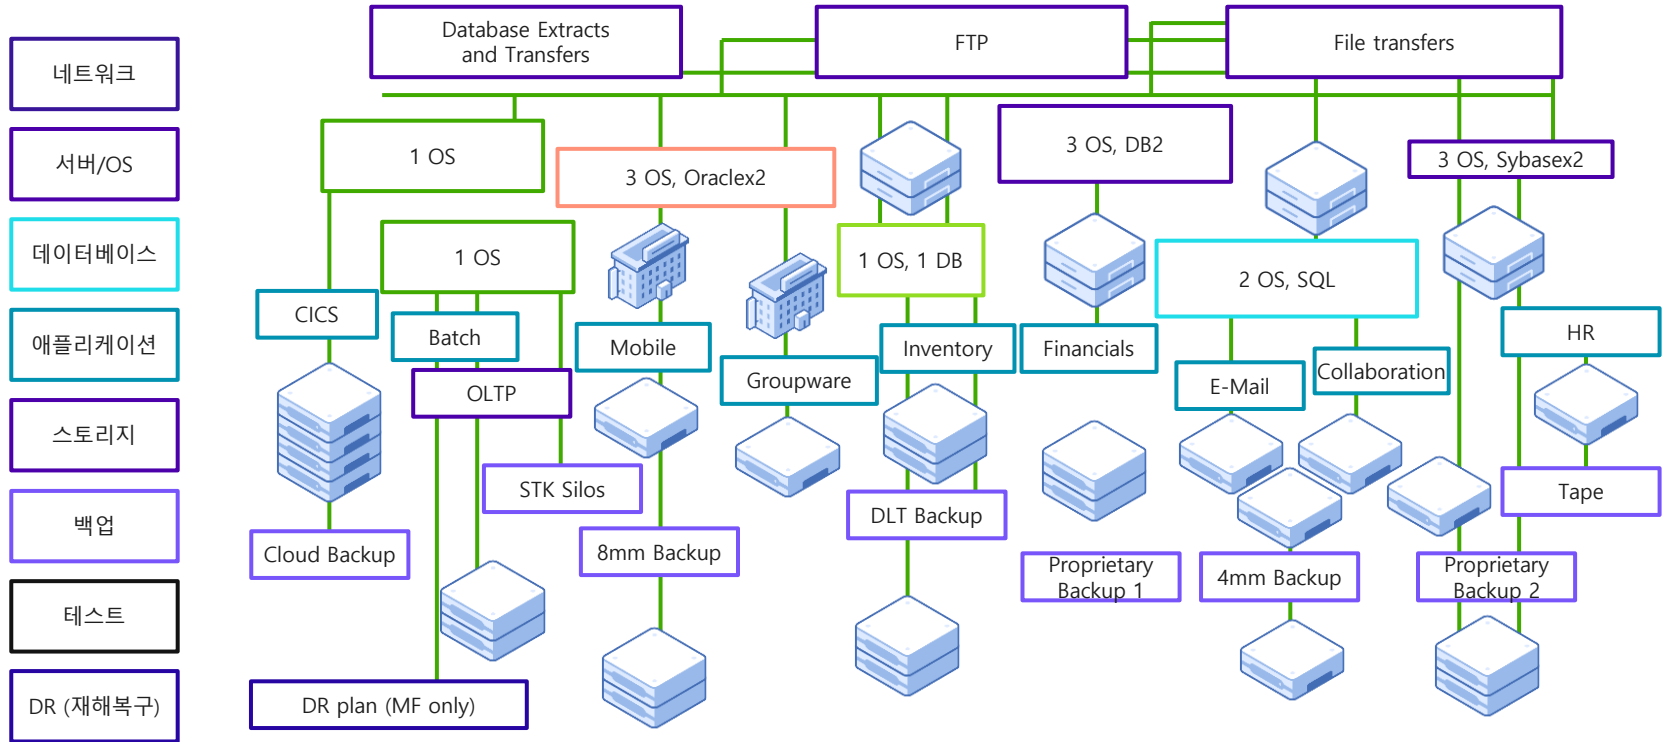 Database Extracts
and Transfers
FTP
File transfers
네트워크
서버/OS
데이터베이스
애플리케이션
스토리지
백업
테스트
DR (재해복구)
1 OS
3 OS, Oraclex2
3 OS, DB2
3 OS, Sybasex2
1 OS
1 OS, 1 DB
2 OS, SQL
CICS
Batch
Mobile
Inventory
Financials
HR
OLTP
Groupware
E-Mail
Collaboration
STK Silos
DLT Backup
Tape
Cloud Backup
8mm Backup
Proprietary
Backup 1
4mm Backup
Proprietary
Backup 2
DR plan (MF only)